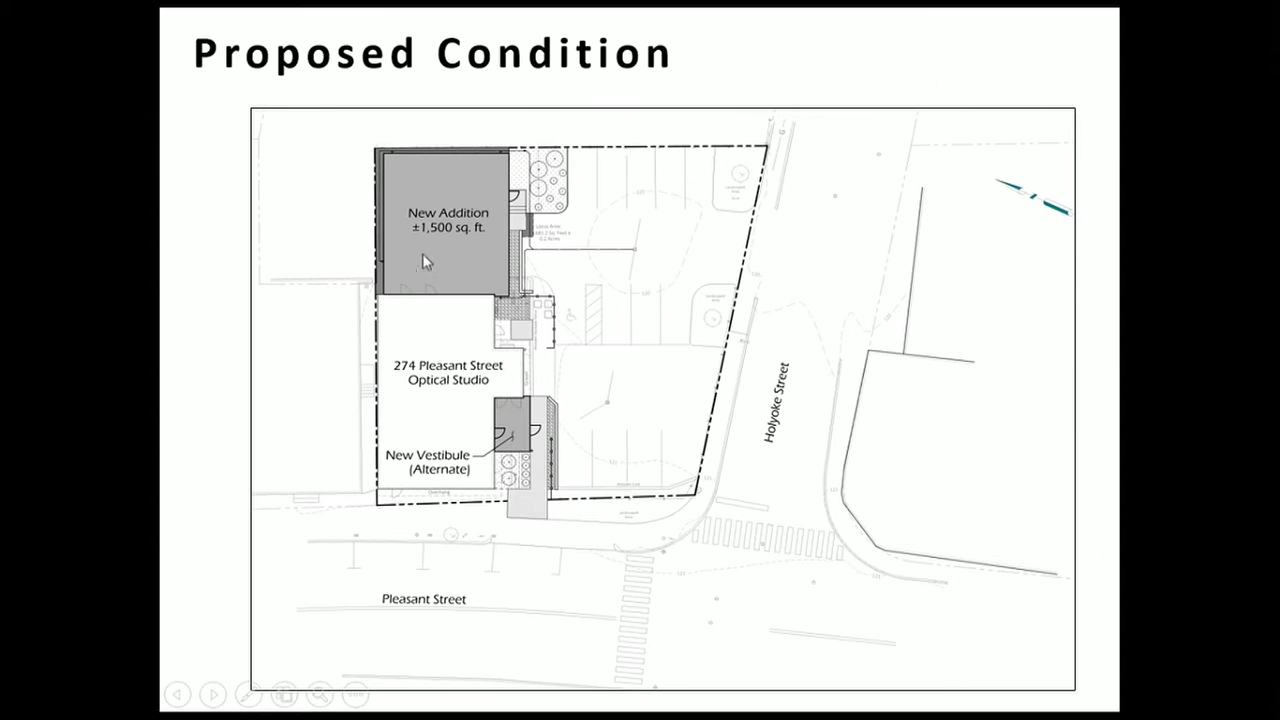 Proposed Condition
New Addition
±1,500 sq. ft.
274 Pleasant Street
Optical Studio
New Vestibule
(Alternate)
Holyoke Street
Pleasant Street